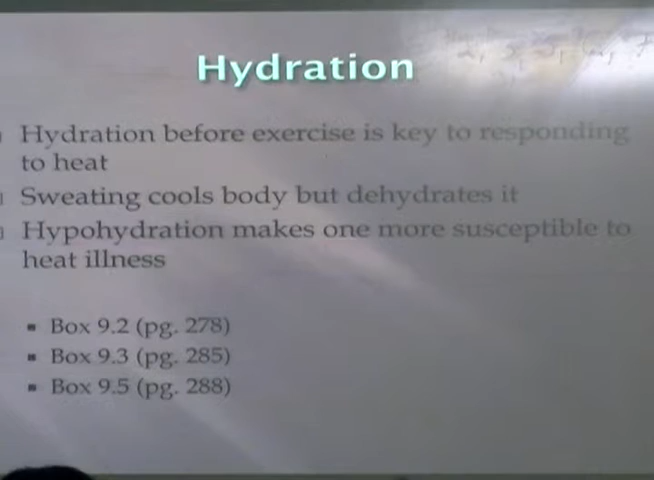 Hydration
Hydration before exercise is key to responding
to heat
Sweating cools body but dehydrates it
Hypohydration makes one more susceptible to
heat illness
▪ Box 9.2 (pg. 278)
▪ Box 9.3 (pg. 285)
▪ Box 9.5 (pg. 288)